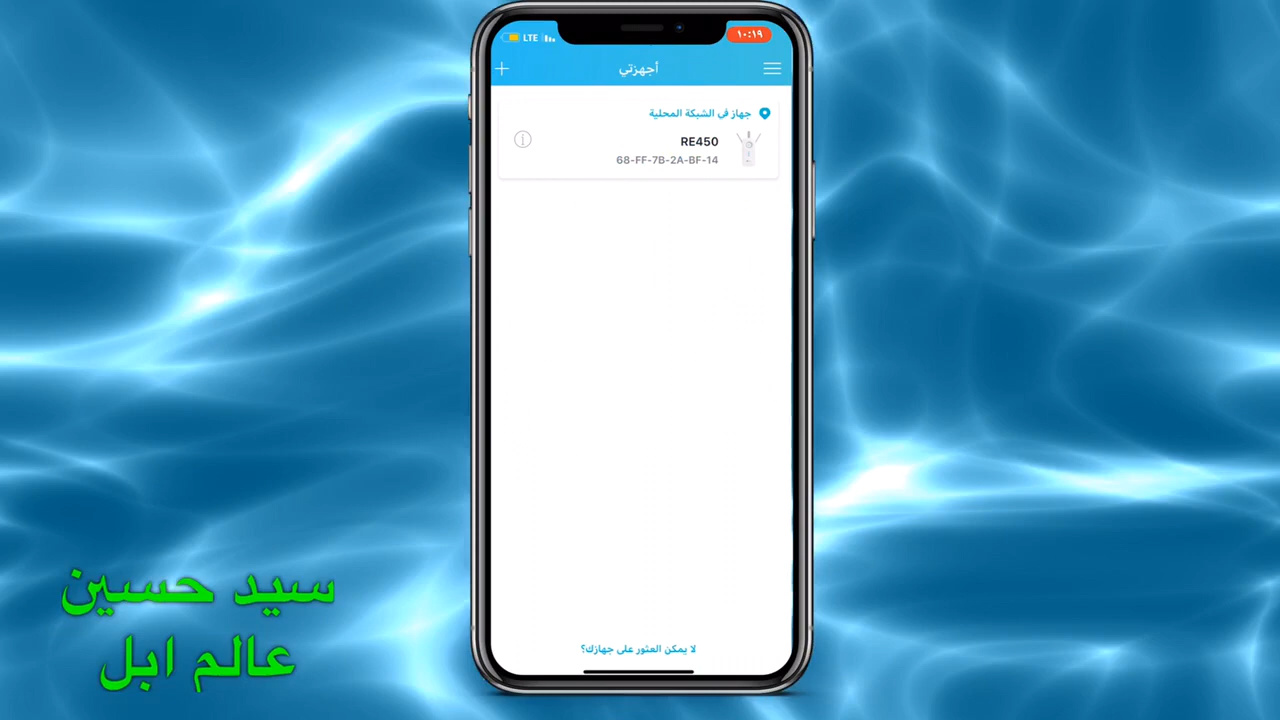 LTE
١٠:١٩
أجهزتي
جهاز في الشبكة المحلية
RE450
68-FF-7B-2A-BF-14
لا يمكن العثور على جهازك؟
سيد حسين
عالم ابل